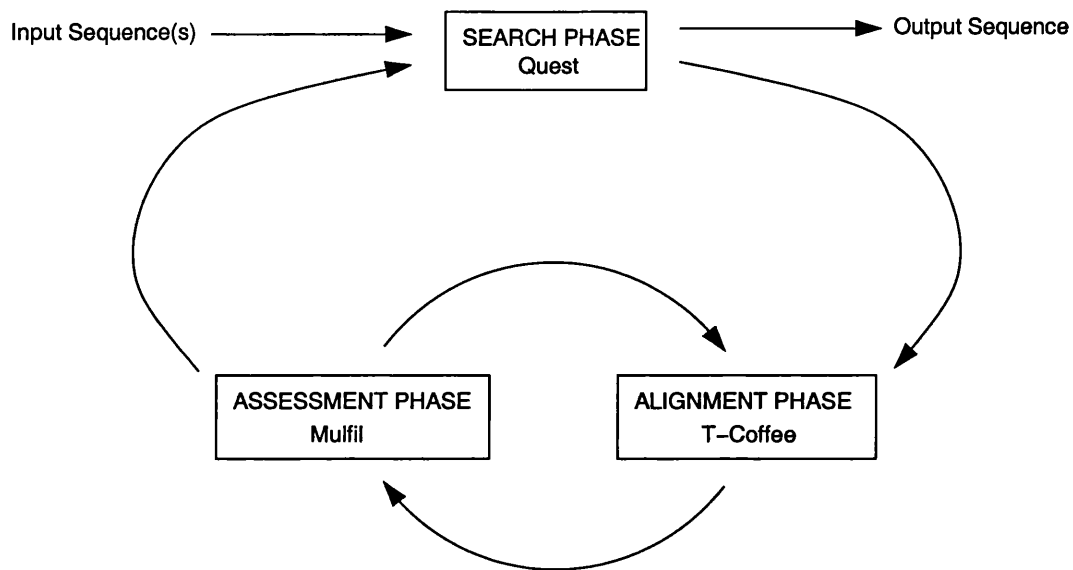 Input Sequence(s)
SEARCH PHASE
Quest
Output Sequence
ASSESSMENT PHASE
Mulfil
ALIGNMENT PHASE
T−Coffee